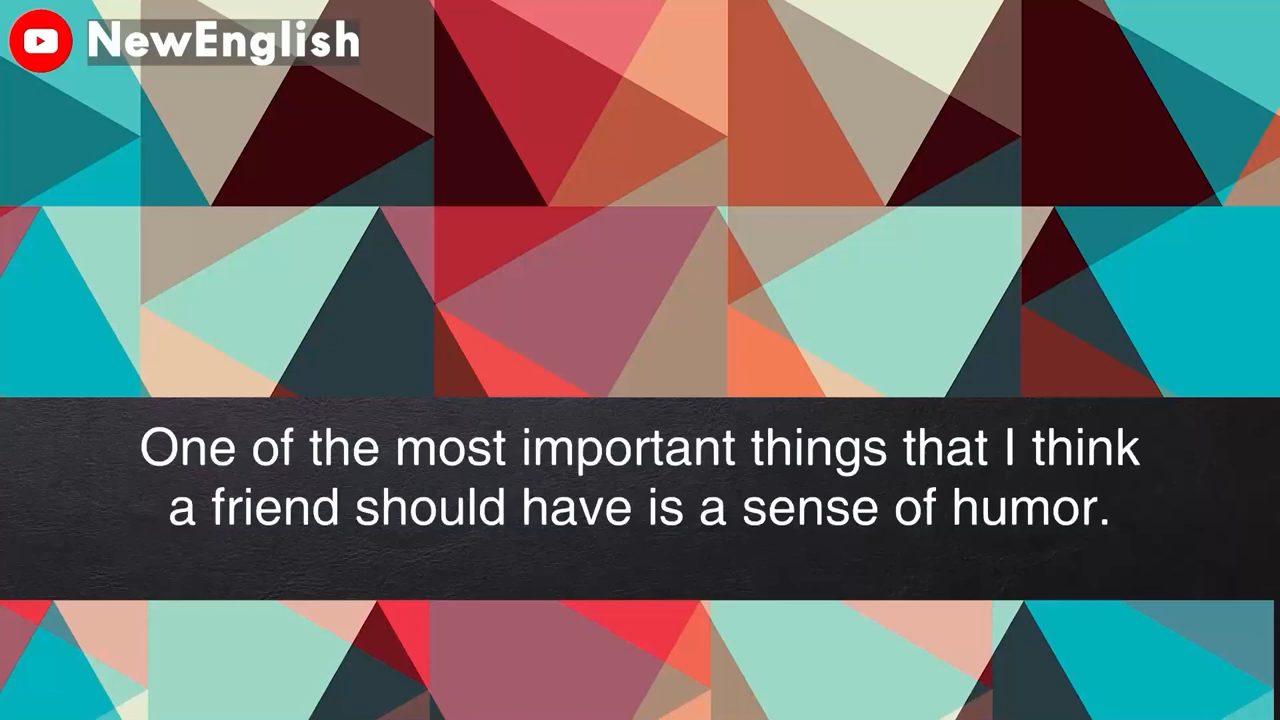 NewEnglish
One of the most important things that I think
a friend should have is a sense of humor.